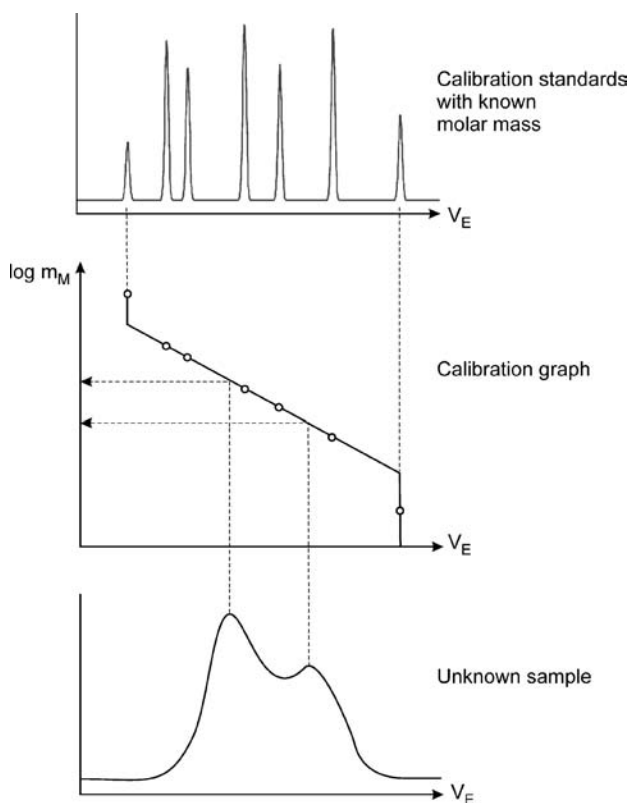 Calibration standards
with known
molar mass
V_E
log m_M
Calibration graph
V_E
Unknown sample
V_E